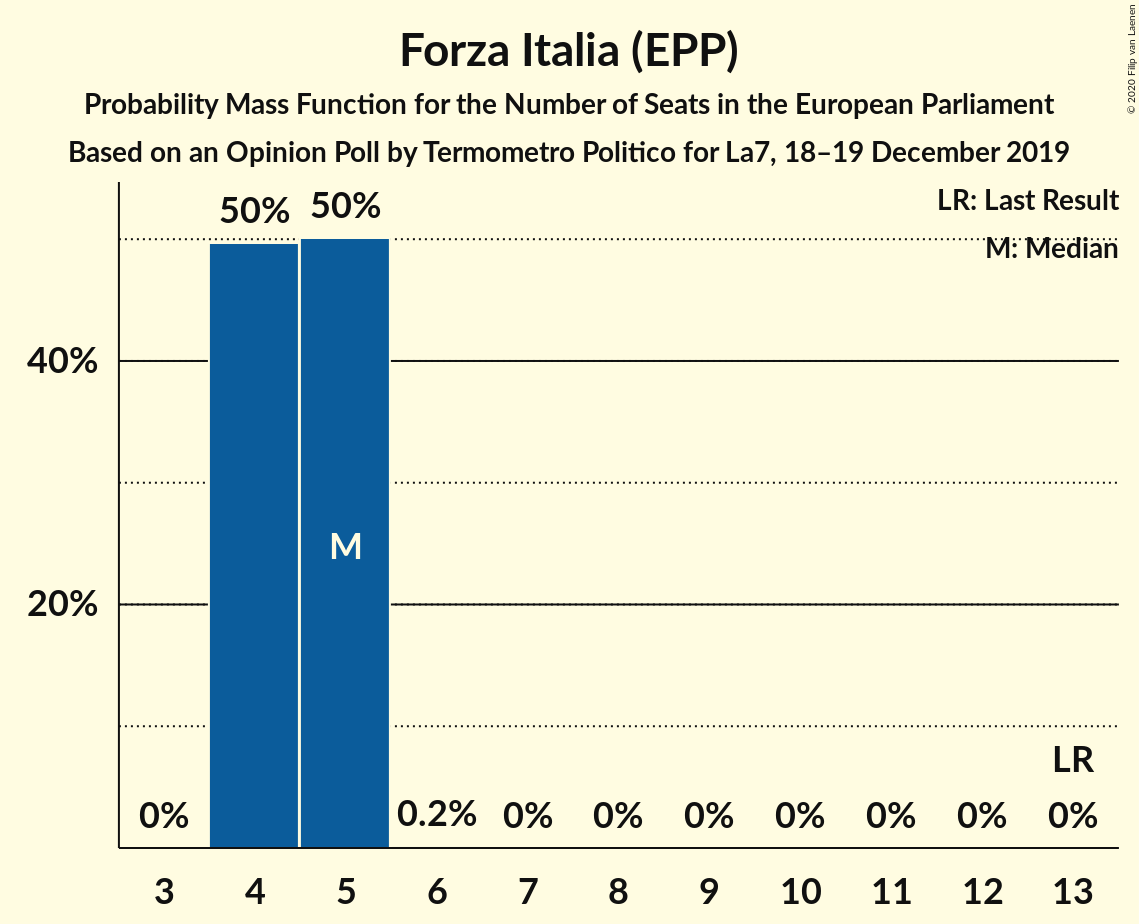 Forza Italia (EPP)
Probability Mass Function for the Number of Seats in the European Parliament
Based on an Opinion Poll by Termometro Politico for La7, 18–19 December 2019
© 2020 Filip van Laenen
LR: Last Result
M: Median
50% 50%
40%
M
20%
LR
0% 0.2% 0% 0% 0% 0% 0% 0% 0%
3 4 5 6 7 8 9 10 11 12 13